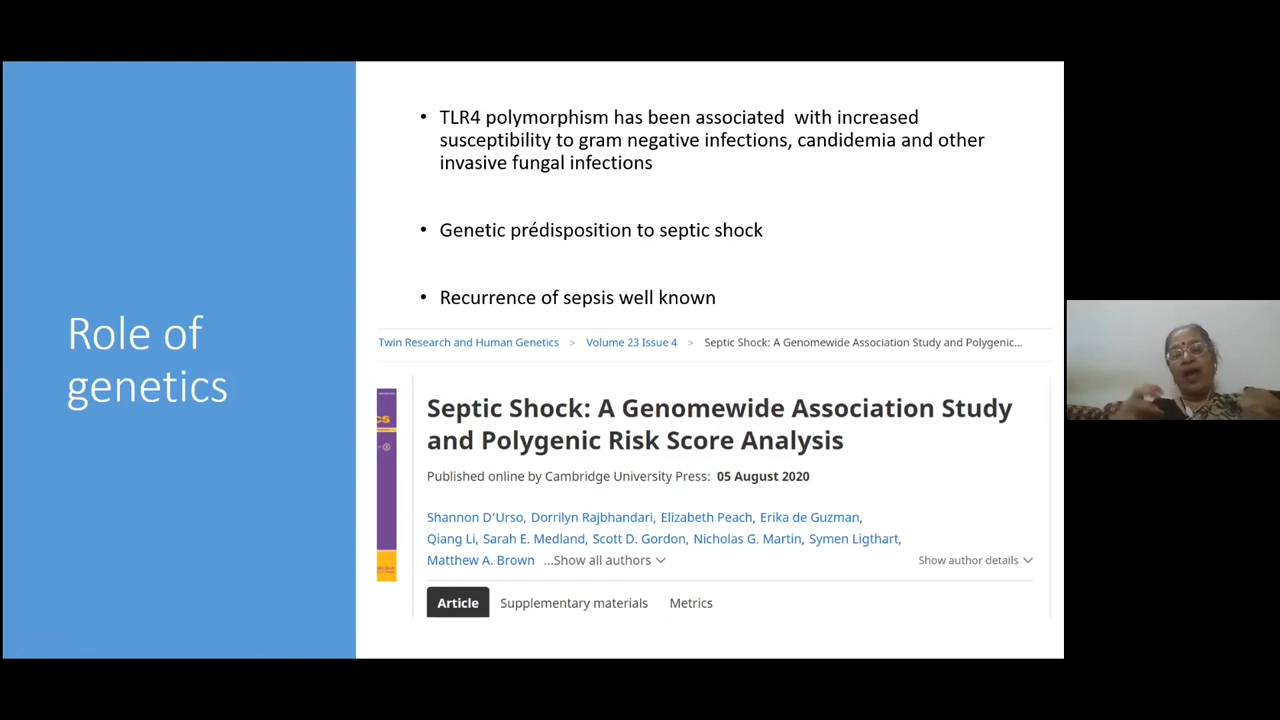 Role of
genetics
• TLR4 polymorphism has been associated with increased
susceptibility to gram negative infections, candidemia and other
invasive fungal infections
• Genetic prédisposition to septic shock
• Recurrence of sepsis well known
Twin Research and Human Genetics > Volume 23 Issue 4 > Septic Shock: A Genomewide Association Study and Polygenic...
Septic Shock: A Genomewide Association Study
and Polygenic Risk Score Analysis
Published online by Cambridge University Press: 05 August 2020
Shannon D'Urso, Dorrilyn Rajbhandari, Elizabeth Peach, Erika de Guzman,
Qiang Li, Sarah E. Medland, Scott D. Gordon, Nicholas G. Martin, Symen Ligthart,
Matthew A. Brown ...Show all authors
Show author details
Article Supplementary materials Metrics